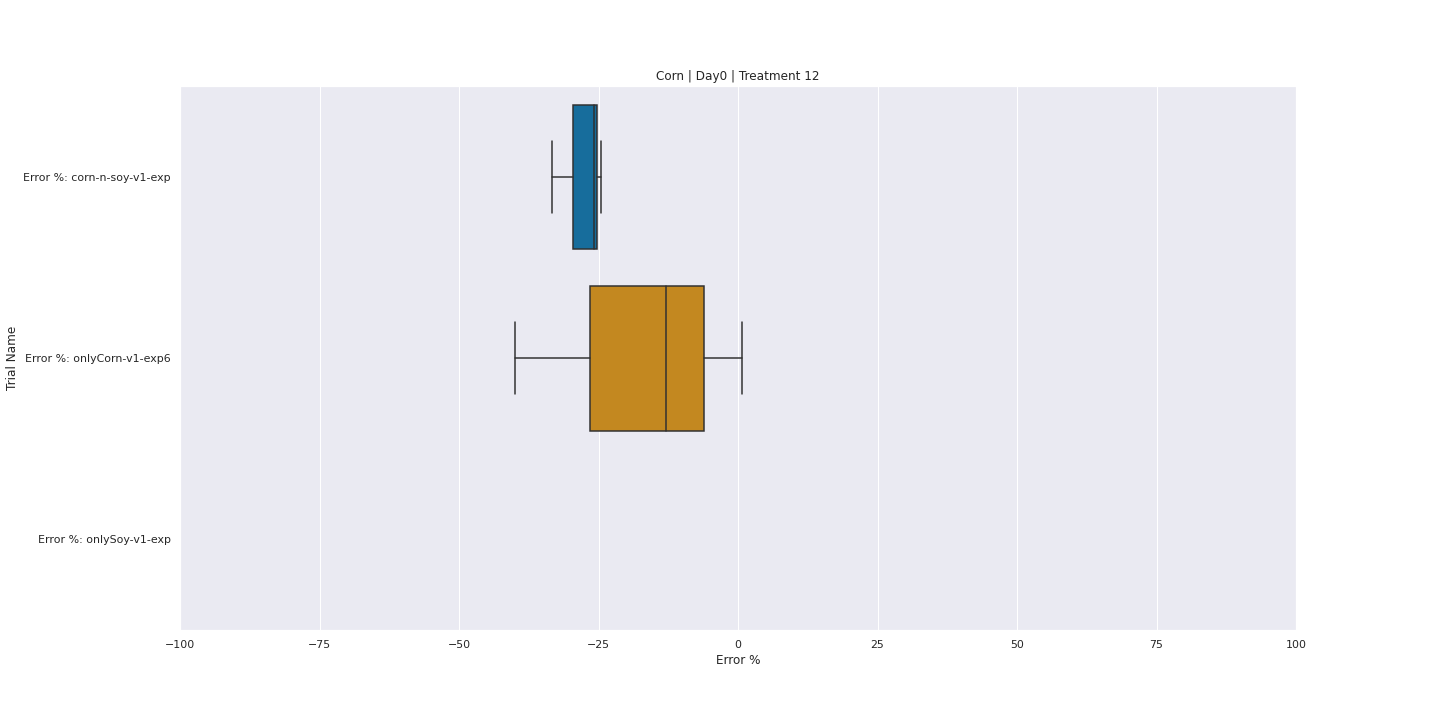 Corn | Day0 | Treatment 12
Trial Name
Error %: corn-n-soy-v1-exp
Error %: onlyCorn-v1-exp6
Error %: onlySoy-v1-exp
−100 −75 −50 −25 0 25 50 75 100
Error %